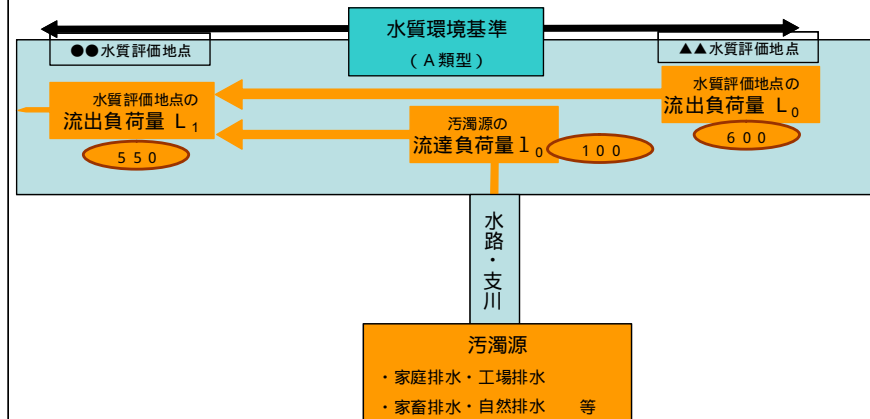 水質環境基準
（A類型）
●●水質評価地点
▲▲水質評価地点
水質評価地点の
流出負荷量 L1
550
汚濁源の
流達負荷量 l0
100
水質評価地点の
流出負荷量 L0
600
水路・支川
汚濁源
・家庭排水・工場排水
・家畜排水・自然排水　等